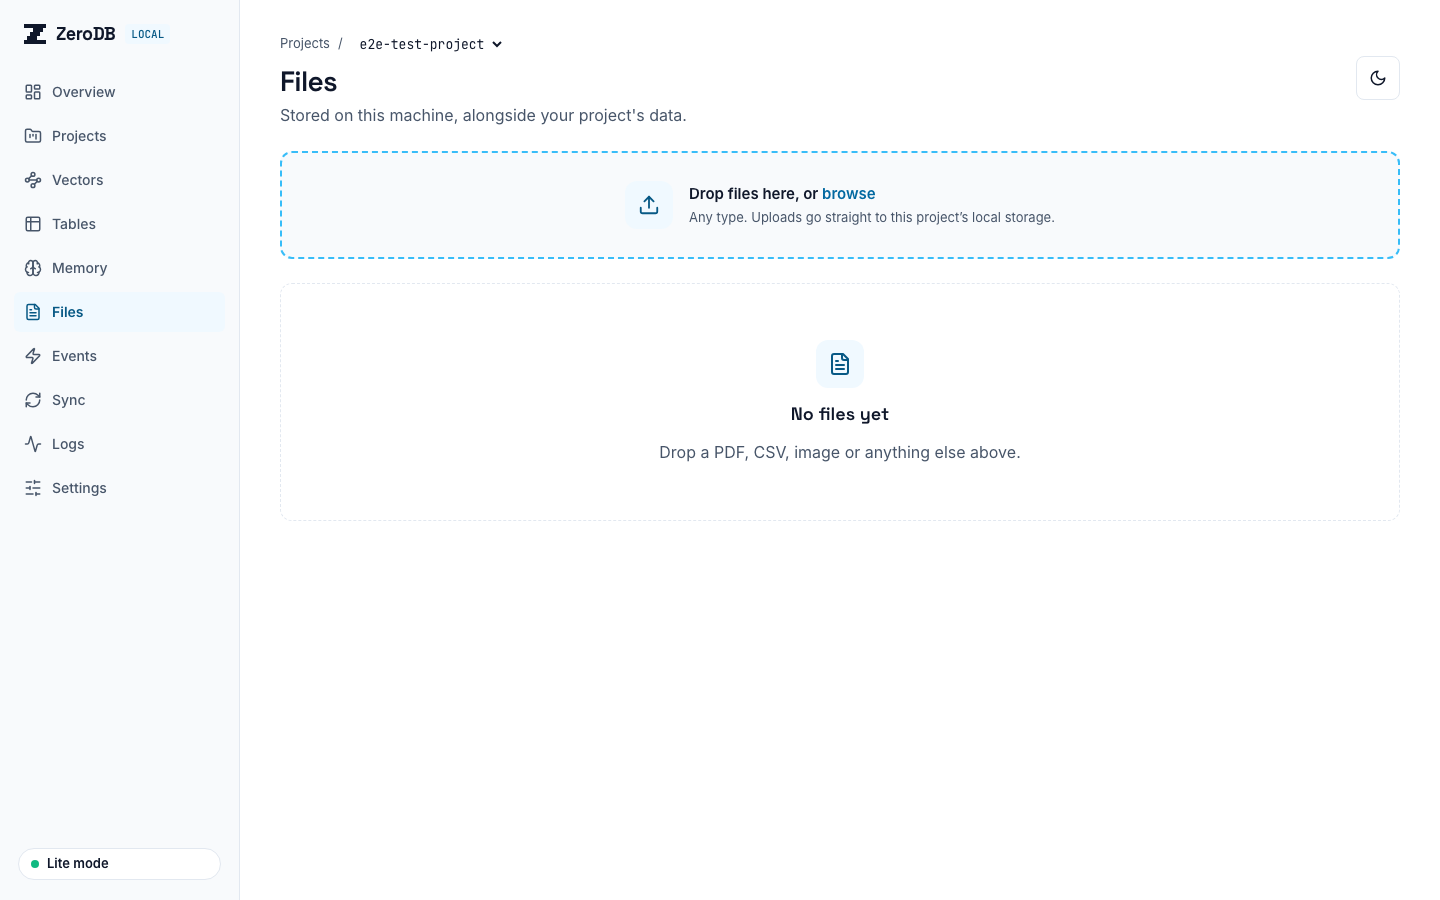 ZeroDB LOCAL
Overview
Projects
Vectors
Tables
Memory
Files
Events
Sync
Logs
Settings
Lite mode
Projects / e2e-test-project
Files
Stored on this machine, alongside your project's data.
Drop files here, or browse
Any type. Uploads go straight to this project’s local storage.
No files yet
Drop a PDF, CSV, image or anything else above.